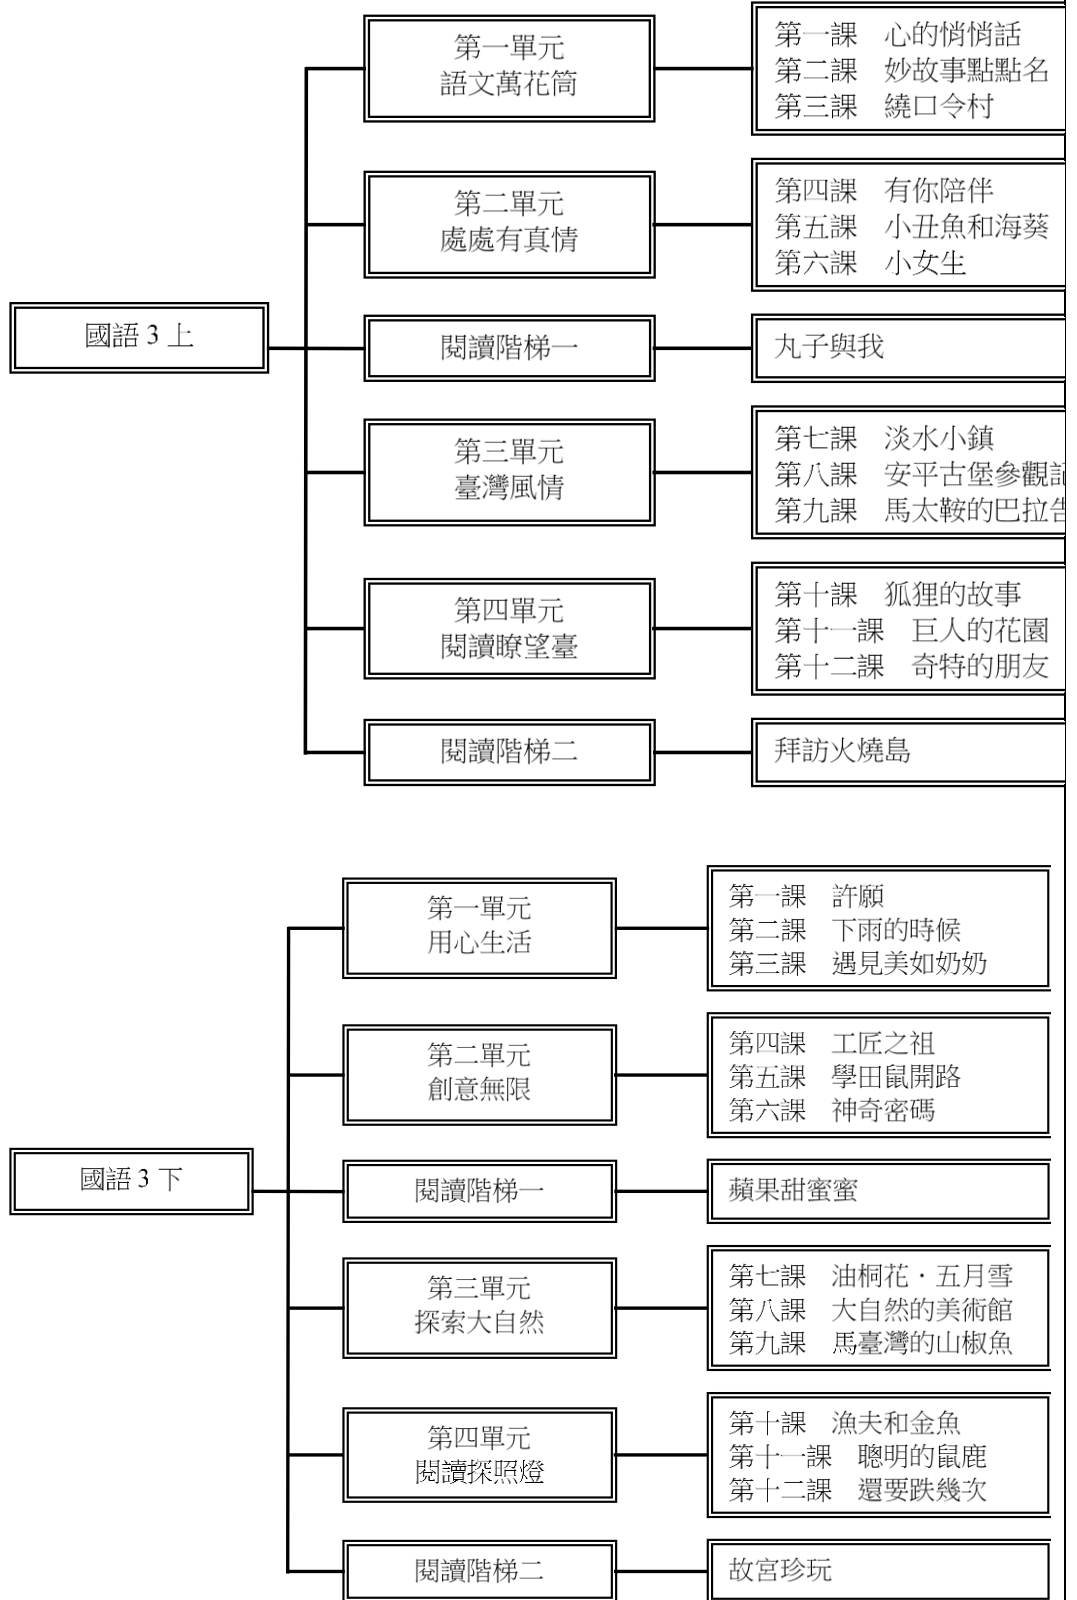 國語 3 上
第一單元
語文萬花筒
第一課　心的悄悄話
第二課　妙故事點點名
第三課　繞口令村
第二單元
處處有真情
第四課　有你陪伴
第五課　小丑魚和海葵
第六課　小女生
閱讀階梯一
丸子與我
第三單元
臺灣風情
第七課　淡水小鎮
第八課　安平古堡參觀記
第九課　馬太鞍的巴拉告
第四單元
閱讀瞭望臺
第十課　狐狸的故事
第十一課　巨人的花園
第十二課　奇特的朋友
閱讀階梯二
拜訪火燒島
國語 3 下
第一單元
用心生活
第一課　許願
第二課　下雨的時候
第三課　遇見美如奶奶
第二單元
創意無限
第四課　工匠之祖
第五課　學田鼠開路
第六課　神奇密碼
閱讀階梯一
蘋果甜蜜蜜
第三單元
探索大自然
第七課　油桐花．五月雪
第八課　大自然的美術館
第九課　馬臺灣的山椒魚
第四單元
閱讀探照燈
第十課　漁夫和金魚
第十一課　聰明的鼠鹿
第十二課　還要跌幾次
閱讀階梯二
故宮珍玩